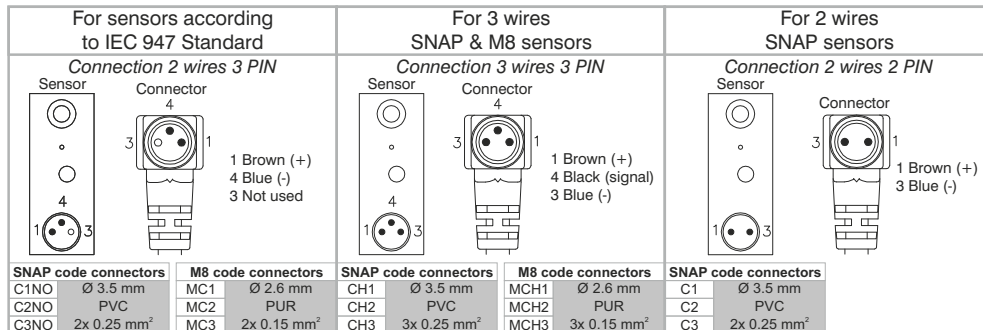 For sensors according
to IEC 947 Standard
Connection 2 wires 3 PIN
Sensor
Connector
4
3
1
1 Brown (+)
4 Blue (-)
3 Not used
4
1
3
SNAP code connectors
C1NO Ø 3.5 mm
C2NO PVC
C3NO 2x 0.25 mm²
M8 code connectors
MC1 Ø 2.6 mm
MC2 PUR
MC3 2x 0.15 mm²
For 3 wires
SNAP & M8 sensors
Connection 3 wires 3 PIN
Sensor
Connector
4
3
1
1 Brown (+)
4 Black (signal)
3 Blue (-)
4
1
3
SNAP code connectors
CH1 Ø 3.5 mm
CH2 PVC
CH3 3x 0.25 mm²
M8 code connectors
MCH1 Ø 2.6 mm
MCH2 PUR
MCH3 3x 0.15 mm²
For 2 wires
SNAP sensors
Connection 2 wires 2 PIN
Sensor
Connector
3
1
1 Brown (+)
3 Blue (-)
1
3
SNAP code connectors
C1 Ø 3.5 mm
C2 PVC
C3 2x 0.25 mm²